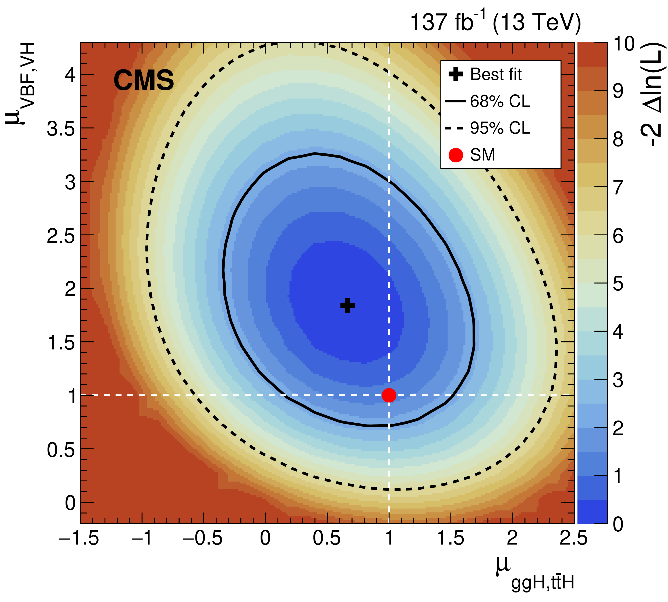 137 fb⁻¹ (13 TeV)
CMS
Best fit
68% CL
95% CL
SM
μ_VBF,VH
4
3.5
3
2.5
2
1.5
1
0.5
0
−1.5 −1 −0.5 0 0.5 1 1.5 2 2.5
μ_ggH,tt̄H
10
9
8
7
6
5
4
3
2
1
0
-2 Δln(L)